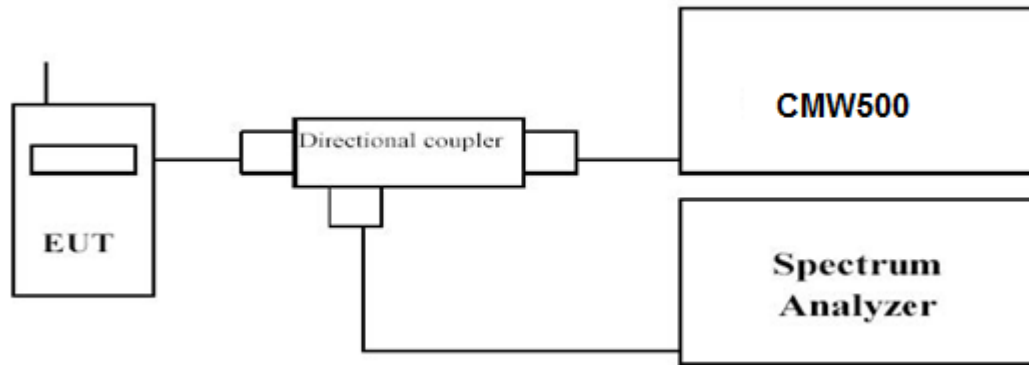 CMW500
Directional coupler
EUT
Spectrum
Analyzer